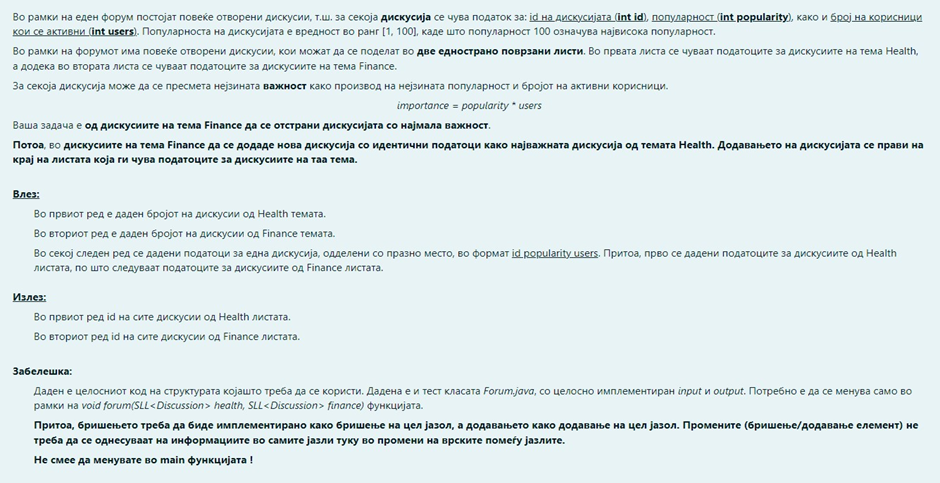 Во рамки на еден форум постојат повеќе отворени дискусии, т.ш. за секоја дискусија се чува податок за: id на дискусијата (int id), популарност (int popularity), како и број на корисници
кои се активни (int users). Популарноста на дискусијата е вредност во ранг [1, 100], каде што популарност 100 означува највисока популарност.
Во рамки на форумот има повеќе отворени дискусии, кои можат да се поделат во две еднострано поврзани листи. Во првата листа се чуваат податоците за дискусиите на тема Health,
а додека во втората листа се чуваат податоците за дискусиите на тема Finance.
За секоја дискусија може да се пресмета нејзината важност како производ на нејзината популарност и бројот на активни корисници.
importance = popularity * users
Ваша задача е од дискусиите на тема Finance да се отстрани дискусијата со најмала важност.
Потоа, во дискусиите на тема Finance да се додаде нова дискусија со идентични податоци како најважната дискусија од темата Health. Додавањето на дискусијата се прави на
крај на листата која ги чува податоците за дискусиите на таа тема.
Влез:
Во првиот ред е даден бројот на дискусии од Health темата.
Во вториот ред е даден бројот на дискусии од Finance темата.
Во секој следен ред се дадени податоци за една дискусија, одделени со празно место, во формат id popularity users. Притоа, прво се дадени податоците за дискусиите од Health
листата, по што следуваат податоците за дискусиите од Finance листата.
Излез:
Во првиот ред id на сите дискусии од Health листата.
Во вториот ред id на сите дискусии од Finance листата.
Забелешка:
Даден е целосниот код на структурата којашто треба да се користи. Дадена е и тест класата Forum.java, со целосно имплементиран input и output. Потребно е да се менува само во
рамки на void forum(SLL<Discussion> health, SLL<Discussion> finance) функцијата.
Притоа, бришењето треба да биде имплементирано како бришење на цел јазол, а додавањето како додавање на цел јазол. Промените (бришење/додавање елемент) не
треба да се однесуваат на информациите во самите јазли туку во промени на врските помеѓу јазлите.
Не смее да менувате во main функцијата !